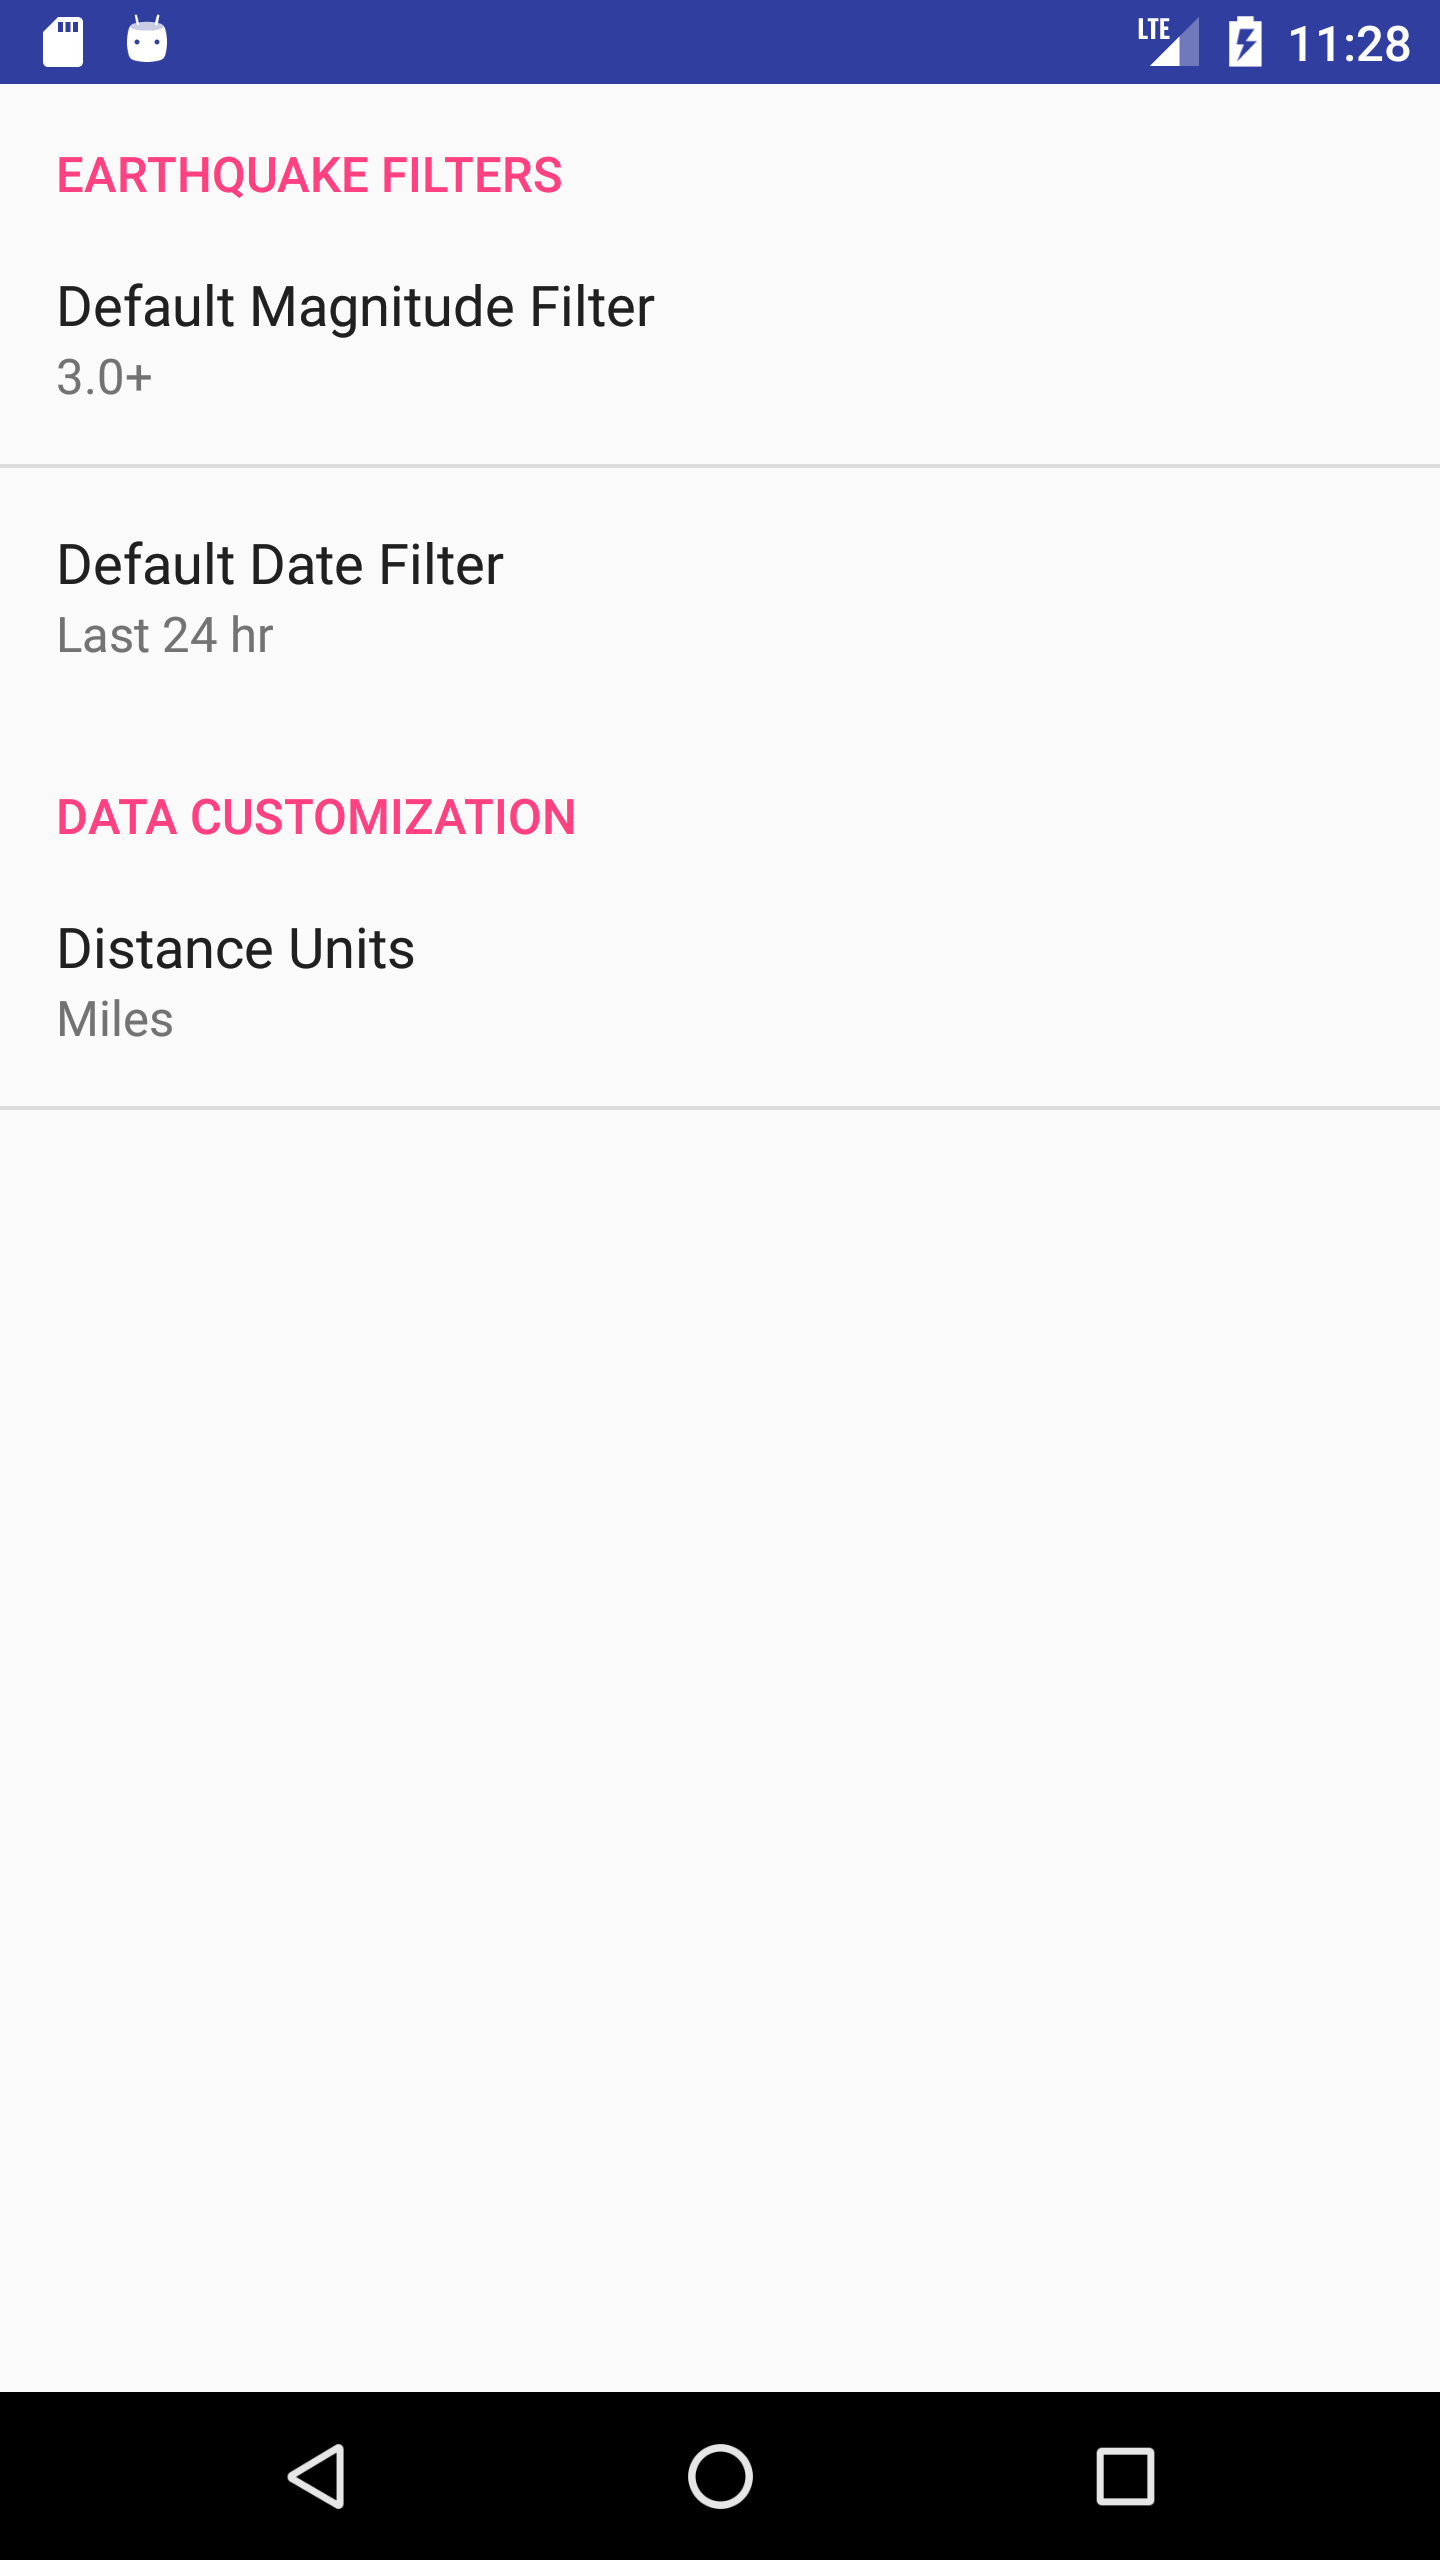 LTE 11:28
EARTHQUAKE FILTERS
Default Magnitude Filter
3.0+
Default Date Filter
Last 24 hr
DATA CUSTOMIZATION
Distance Units
Miles